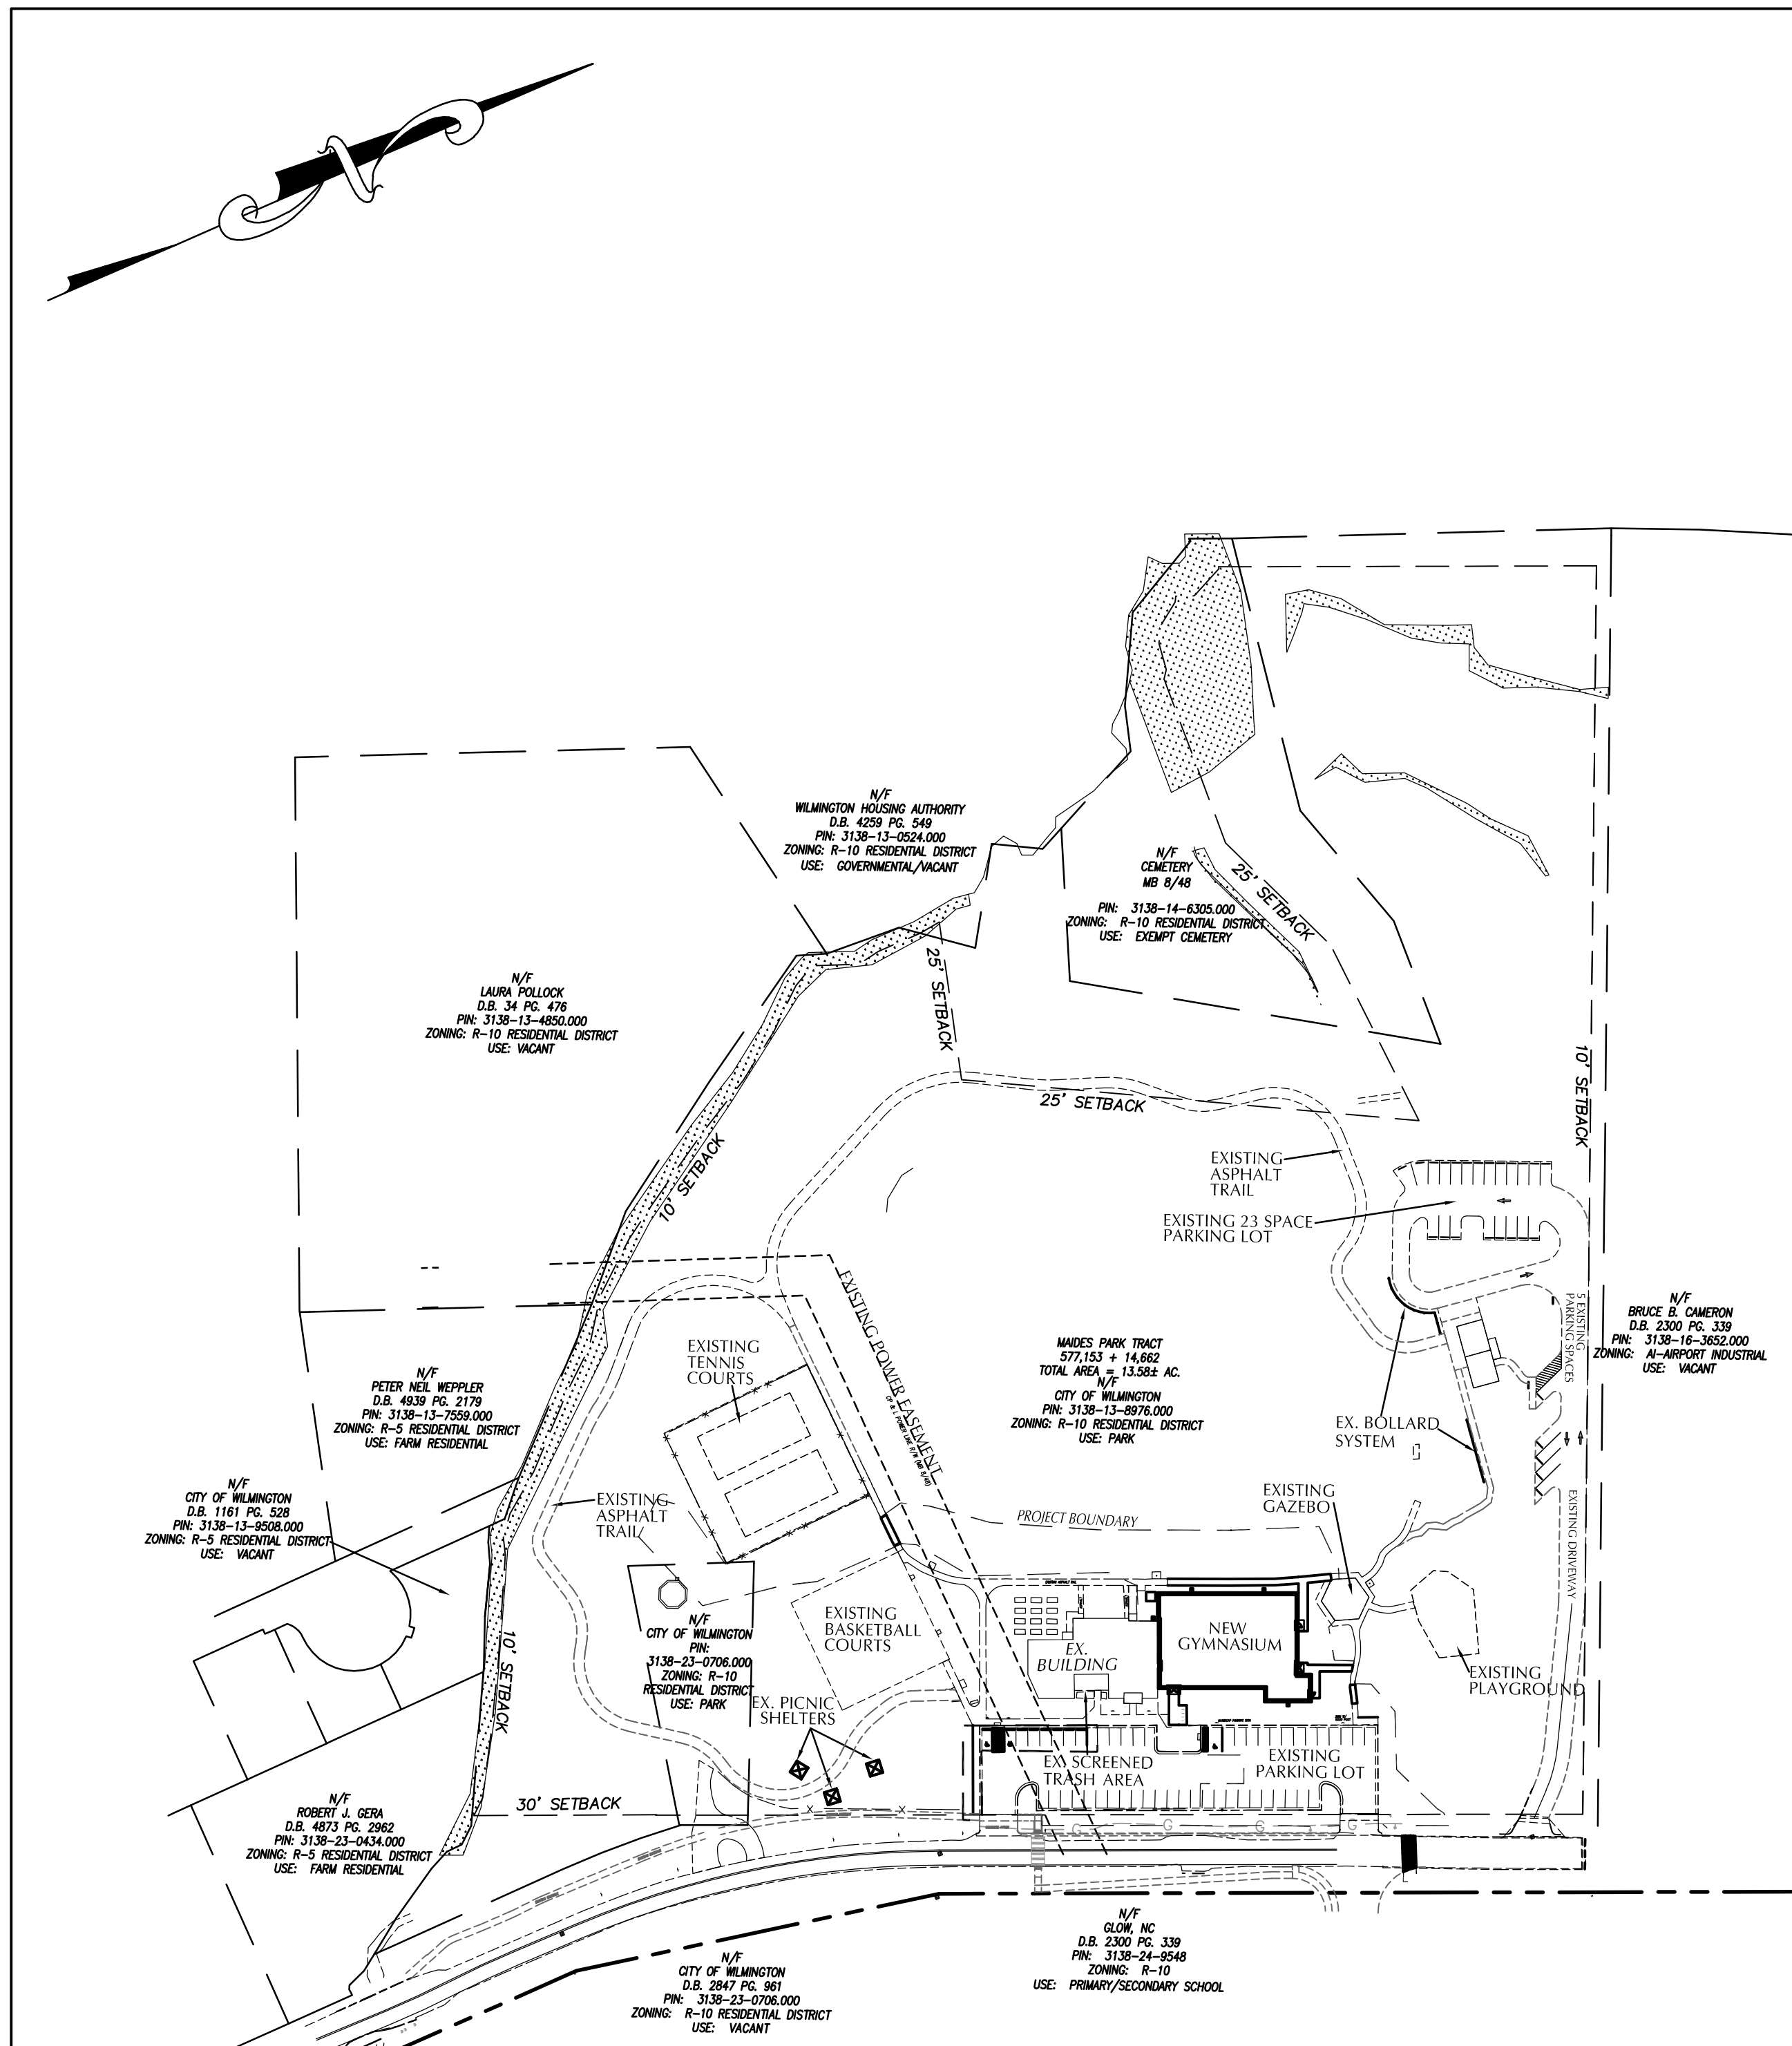 N
N/F
WILMINGTON HOUSING AUTHORITY
D.B. 4259 PG. 549
PIN: 3138-13-0524.000
ZONING: R-10 RESIDENTIAL DISTRICT
USE: GOVERNMENTAL/VACANT
N/F
CEMETERY
MB 8/48
PIN: 3138-14-6305.000
ZONING: R-10 RESIDENTIAL DISTRICT
USE: EXEMPT CEMETERY
25' SETBACK
25' SETBACK
25' SETBACK
10' SETBACK
10' SETBACK
N/F
LAURA POLLOCK
D.B. 34 PG. 476
PIN: 3138-13-4850.000
ZONING: R-10 RESIDENTIAL DISTRICT
USE: VACANT
EXISTING
ASPHALT
TRAIL
EXISTING 23 SPACE
PARKING LOT
5 EXISTING
PARKING SPACES
N/F
BRUCE B. CAMERON
D.B. 2300 PG. 339
PIN: 3138-16-3652.000
ZONING: AI-AIRPORT INDUSTRIAL
USE: VACANT
EXISTING POWER EASEMENT
CP & L POWER LINE R/W (MB 8/48)
MAIDES PARK TRACT
577,153 + 14,662
TOTAL AREA = 13.58± AC.
N/F
CITY OF WILMINGTON
PIN: 3138-13-8976.000
ZONING: R-10 RESIDENTIAL DISTRICT
USE: PARK
EXISTING
TENNIS
COURTS
N/F
PETER NEIL WEPPLER
D.B. 4939 PG. 2179
PIN: 3138-13-7559.000
ZONING: R-5 RESIDENTIAL DISTRICT
USE: FARM RESIDENTIAL
EX. BOLLARD
SYSTEM
N/F
CITY OF WILMINGTON
D.B. 1161 PG. 528
PIN: 3138-13-9508.000
ZONING: R-5 RESIDENTIAL DISTRICT
USE: VACANT
EXISTING
ASPHALT
TRAIL
PROJECT BOUNDARY
EXISTING
GAZEBO
EXISTING DRIVEWAY
10' SETBACK
N/F
CITY OF WILMINGTON
PIN:
3138-23-0706.000
ZONING: R-10
RESIDENTIAL DISTRICT
USE: PARK
EXISTING
BASKETBALL
COURTS
EX.
BUILDING
NEW
GYMNASIUM
EXISTING
PLAYGROUND
EX. PICNIC
SHELTERS
EX. SCREENED
TRASH AREA
EXISTING
PARKING LOT
30' SETBACK
X X
G G G G
N/F
ROBERT J. GERA
D.B. 4873 PG. 2962
PIN: 3138-23-0434.000
ZONING: R-5 RESIDENTIAL DISTRICT
USE: FARM RESIDENTIAL
N/F
GLOW, NC
D.B. 2300 PG. 339
PIN: 3138-24-9548
ZONING: R-10
USE: PRIMARY/SECONDARY SCHOOL
N/F
CITY OF WILMINGTON
D.B. 2847 PG. 961
PIN: 3138-23-0706.000
ZONING: R-10 RESIDENTIAL DISTRICT
USE: VACANT